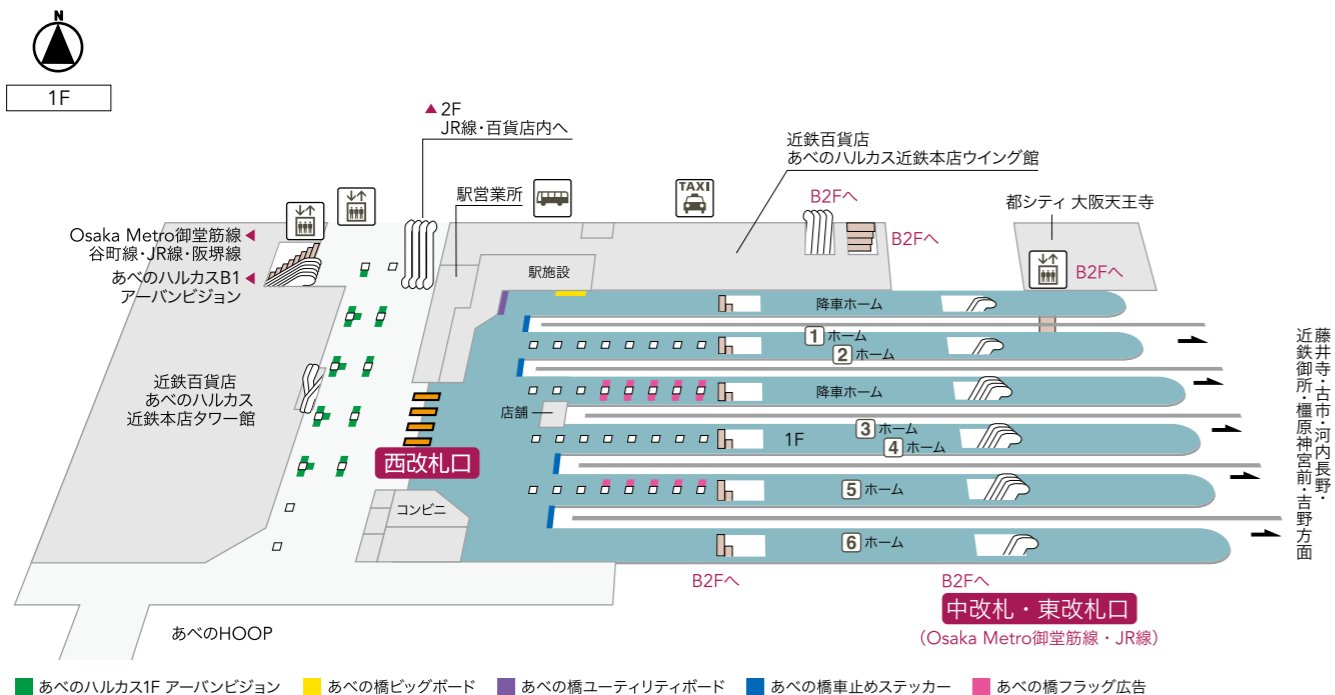 N
1F
▲2F
JR線・百貨店内へ
近鉄百貨店
あべのハルカス近鉄本店ウイング館
駅営業所
TAXI
B2Fへ
都シティ 大阪天王寺
Osaka Metro御堂筋線◀
谷町線・JR線・阪堺線
B2Fへ
あべのハルカスB1◀
アーバンビジョン
駅施設
B2Fへ
降車ホーム
1 ホーム
2 ホーム
近鉄百貨店
あべのハルカス
近鉄本店タワー館
降車ホーム
店舗
3 ホーム
1F
4 ホーム
西改札口
5 ホーム
コンビニ
6 ホーム
藤井寺・古市・河内長野・
近鉄御所・橿原神宮前・吉野方面
B2Fへ
B2Fへ
中改札・東改札口
(Osaka Metro御堂筋線・JR線)
あべのHOOP
あべのハルカス1F アーバンビジョン
あべの橋ビッグボード
あべの橋ユーティリティボード
あべの橋車止めステッカー
あべの橋フラッグ広告